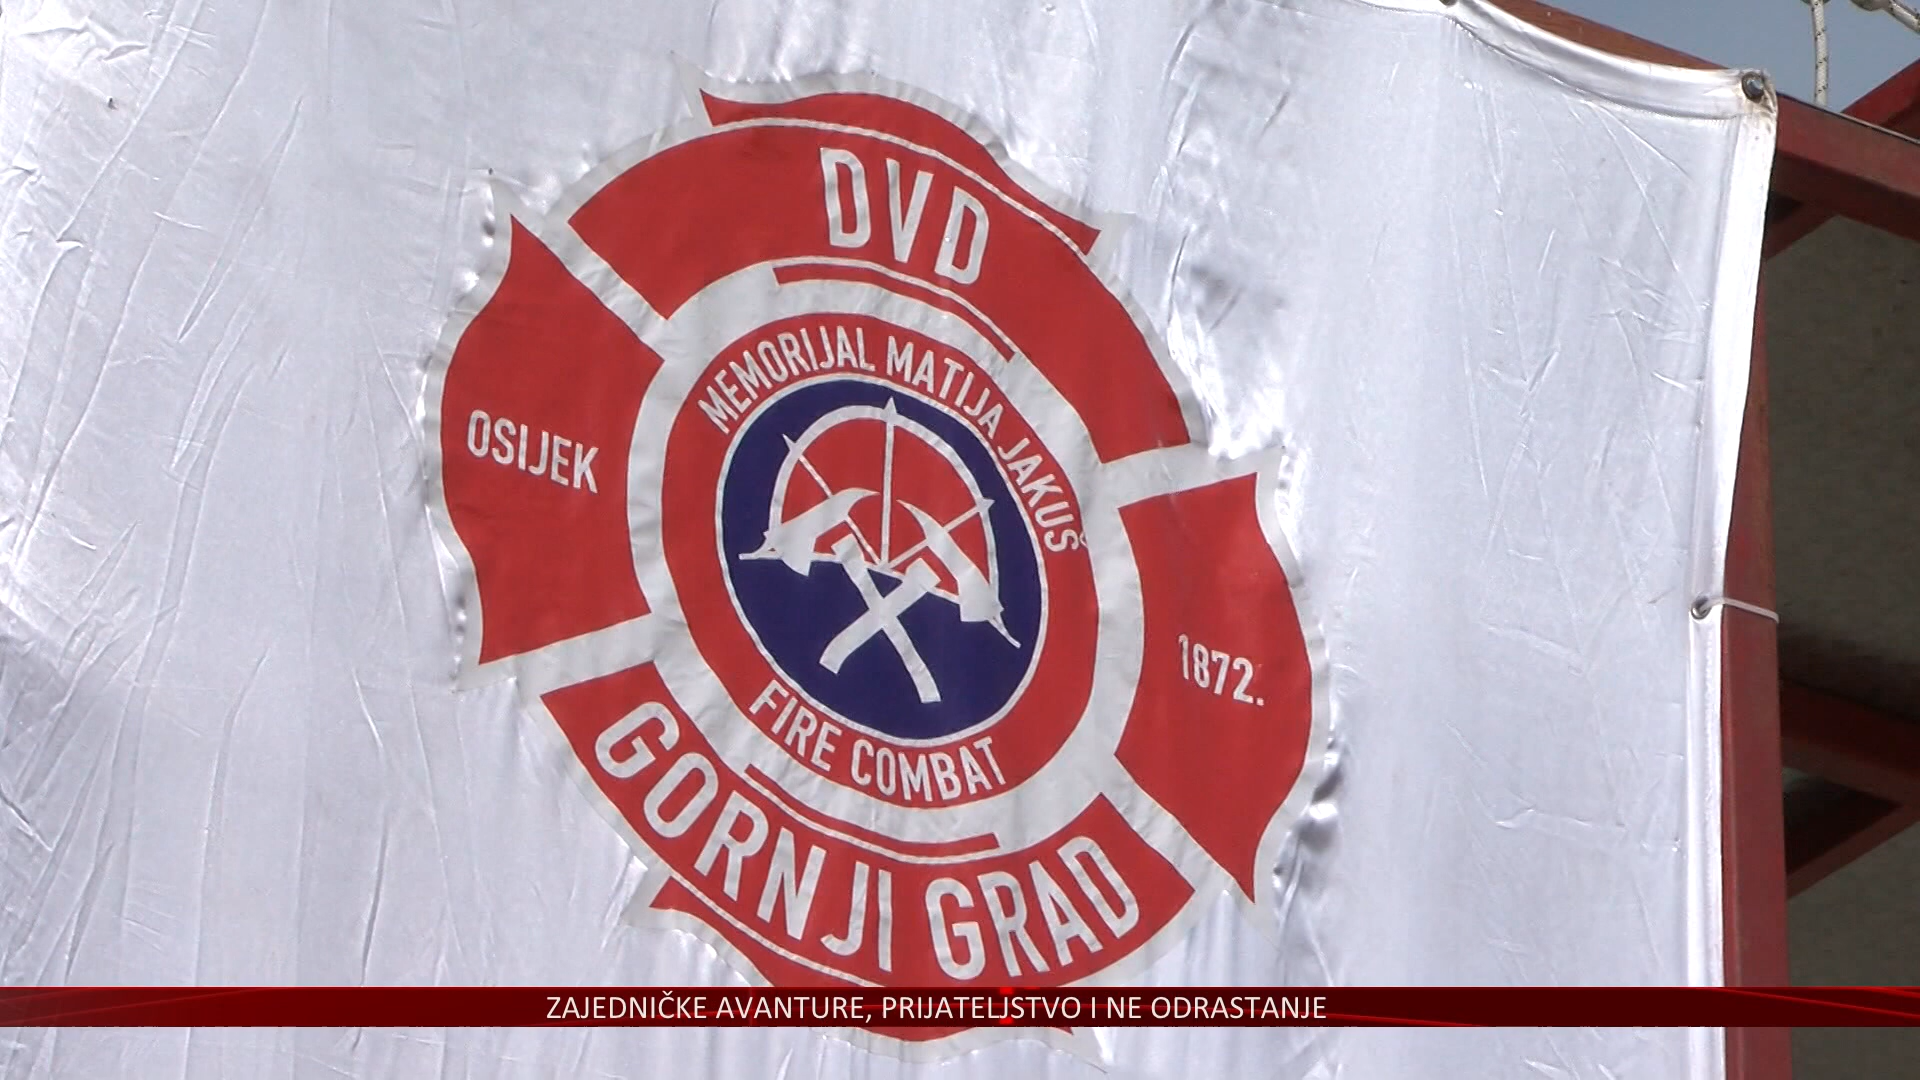 DVD
MEMORIJAL MATIJA JAKUŠ
OSIJEK
1872.
FIRE COMBAT
GORNJI GRAD
ZAJEDNIČKE AVANTURE, PRIJATELJSTVO I NE ODRASTANJE